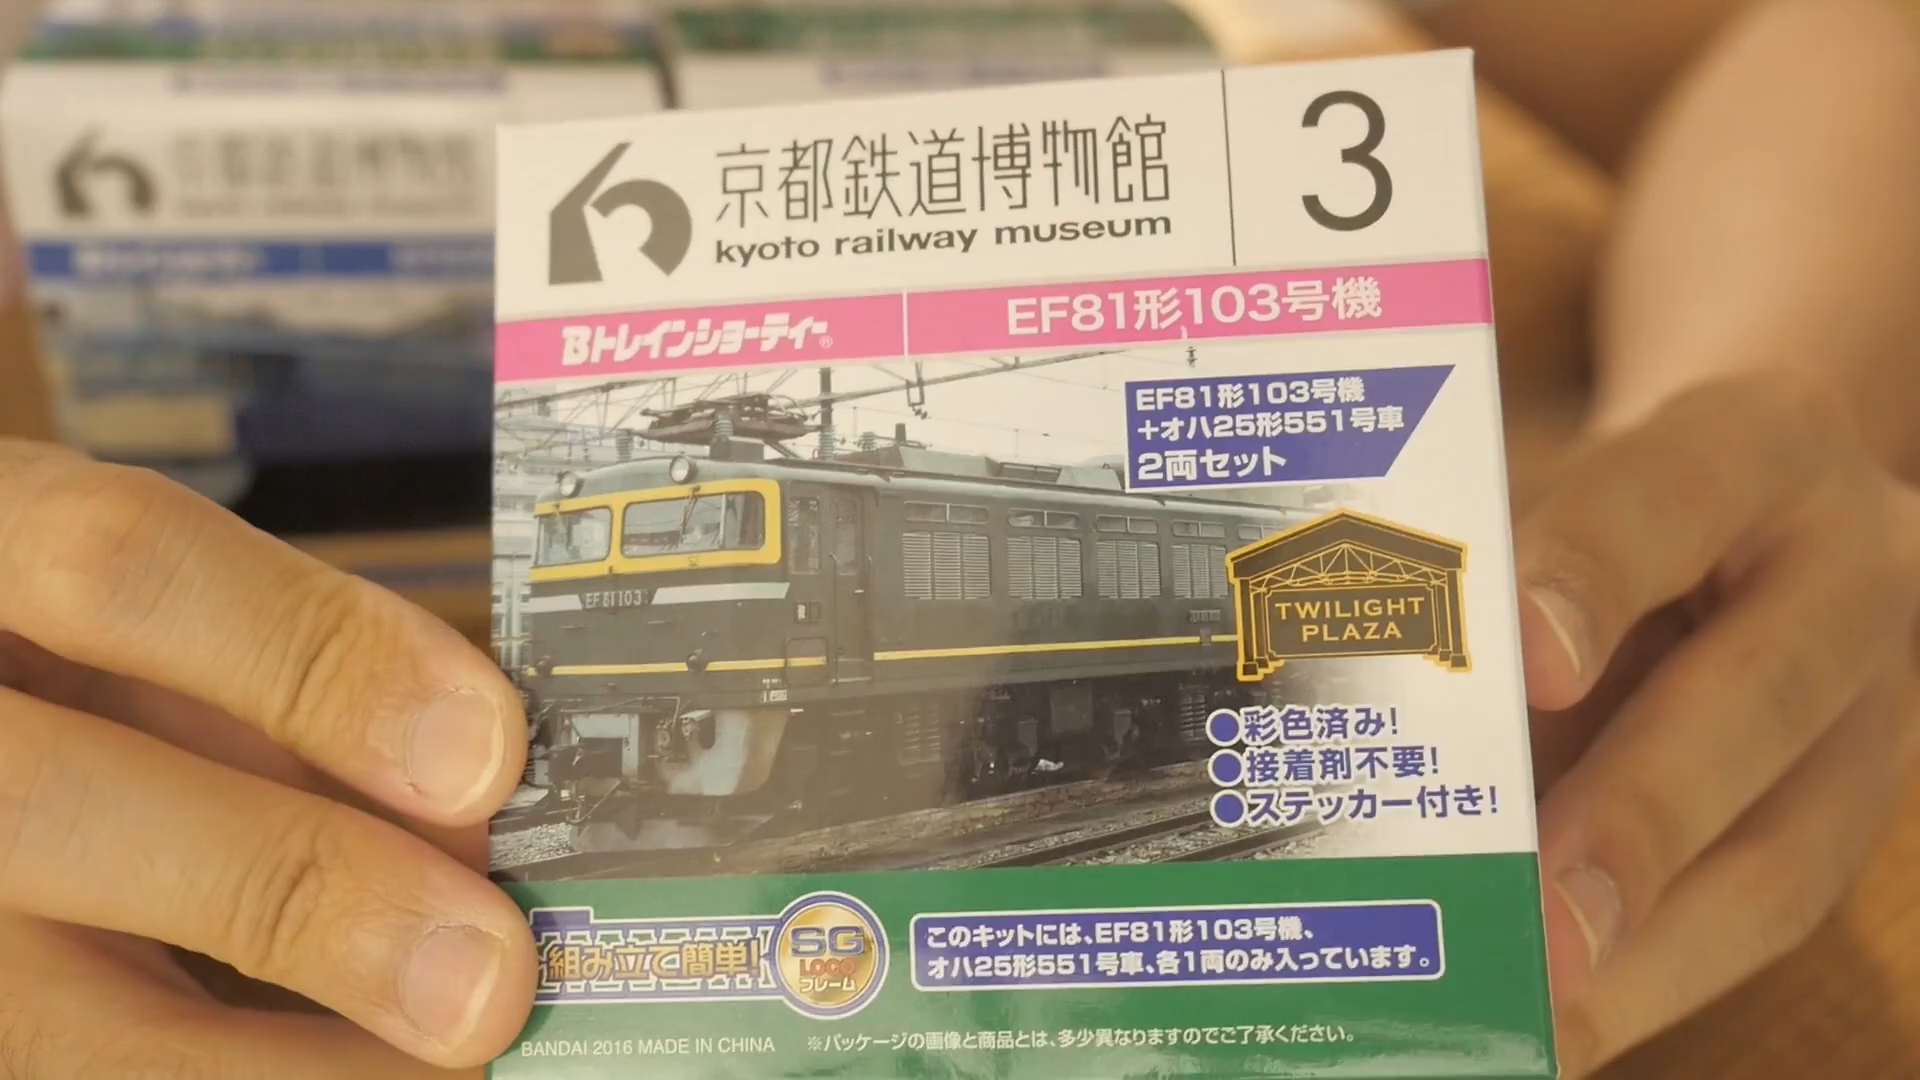 京都鉄道博物館
kyoto railway museum
3
Bトレインショーティー®
EF81形103号機
EF81形103号機
+オハ25形551号車
2両セット
EF81103
TWILIGHT
PLAZA
●彩色済み!
●接着剤不要!
●ステッカー付き!
組み立て簡単!
SG
LOCO
フレーム
このキットには、EF81形103号機、
オハ25形551号車、各1両のみ入っています。
BANDAI 2016 MADE IN CHINA
※パッケージの画像と商品とは、多少異なりますのでご了承ください。